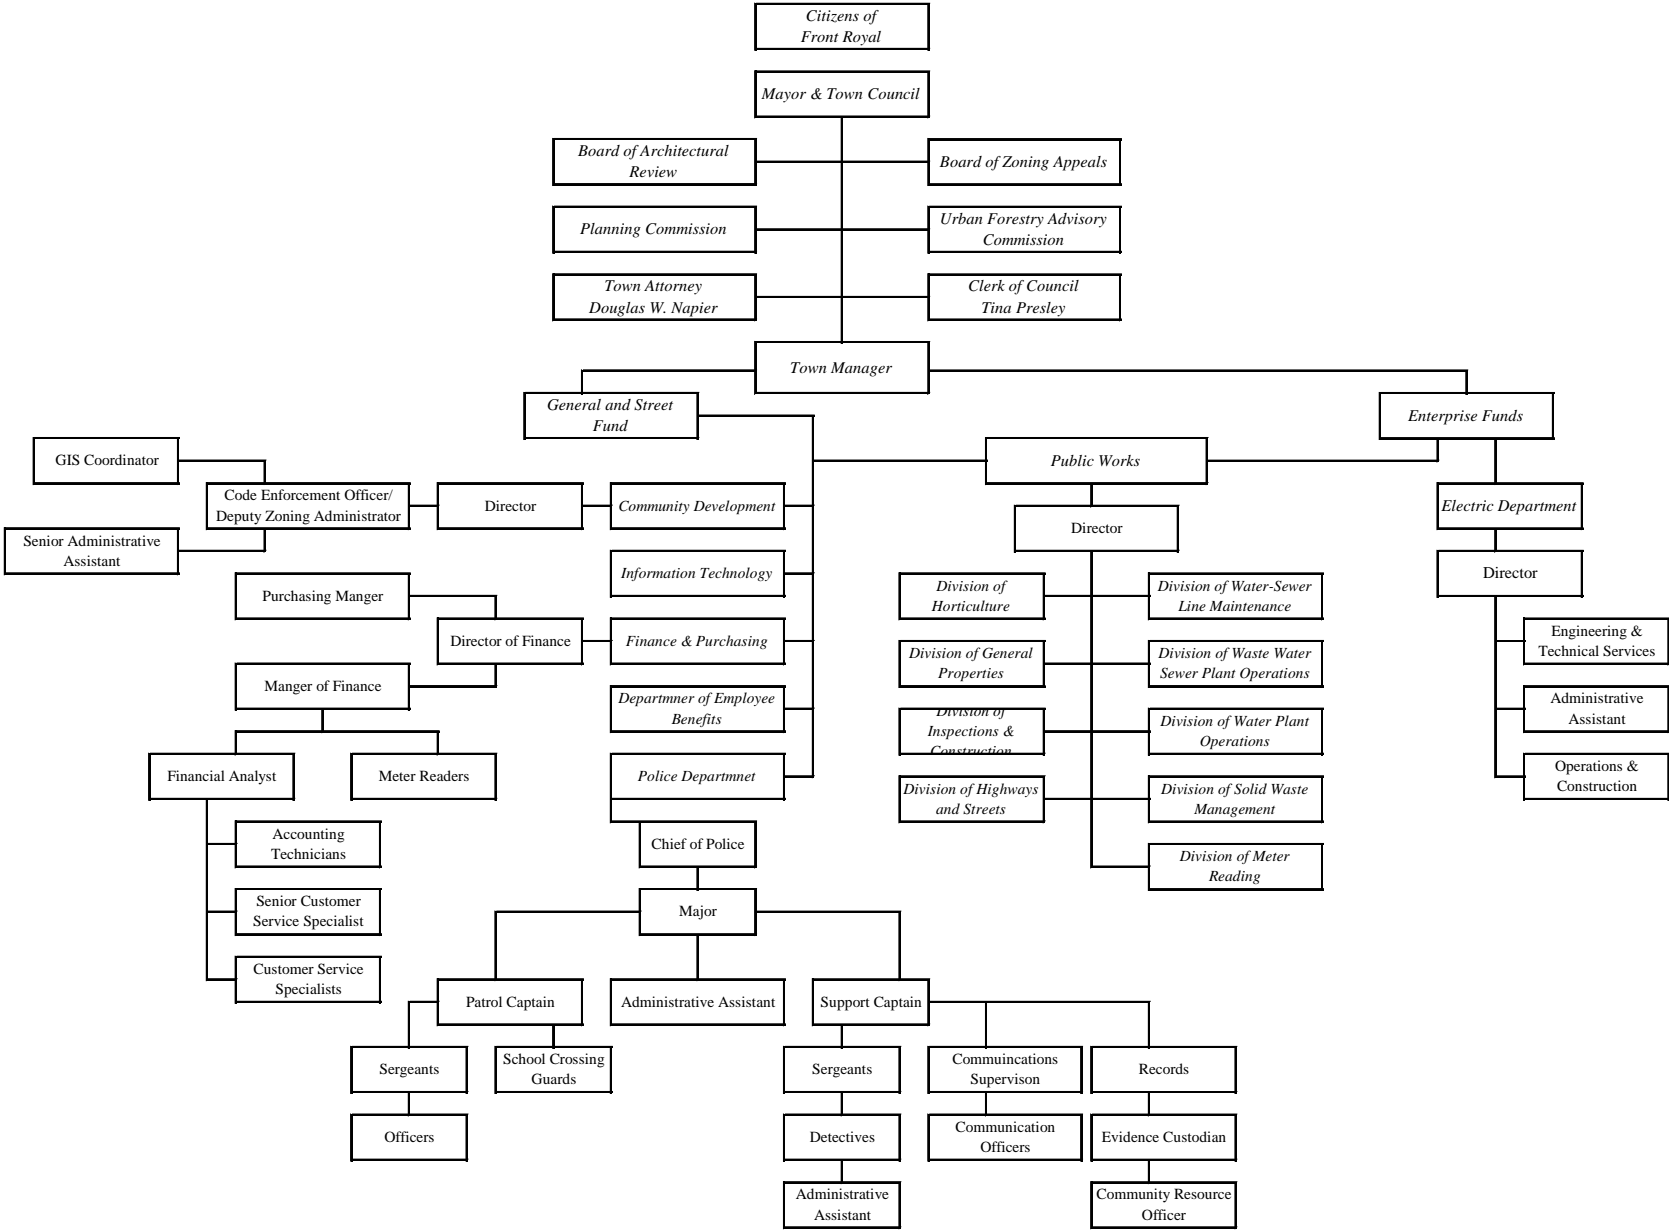 Citizens of
Front Royal
Mayor & Town Council
Board of Architectural
Review
Board of Zoning Appeals
Planning Commission
Urban Forestry Advisory
Commission
Town Attorney
Douglas W. Napier
Clerk of Council
Tina Presley
Town Manager
General and Street
Fund
Enterprise Funds
GIS Coordinator
Public Works
Code Enforcement Officer/
Deputy Zoning Administrator
Director
Community Development
Director
Electric Department
Senior Administrative
Assistant
Information Technology
Director
Purchasing Manger
Division of
Horticulture
Division of Water-Sewer
Line Maintenance
Director of Finance
Finance & Purchasing
Engineering &
Technical Services
Manger of Finance
Division of General
Properties
Division of Waste Water
Sewer Plant Operations
Departmner of Employee
Benefits
Administrative
Assistant
Division of
Inspections &
Construction
Division of Water Plant
Operations
Financial Analyst
Meter Readers
Police Departmnet
Operations &
Construction
Division of Highways
and Streets
Division of Solid Waste
Management
Accounting
Technicians
Chief of Police
Division of Meter
Reading
Senior Customer
Service Specialist
Major
Customer Service
Specialists
Patrol Captain
Administrative Assistant
Support Captain
Sergeants
School Crossing
Guards
Sergeants
Commuincations
Supervison
Records
Officers
Detectives
Communication
Officers
Evidence Custodian
Administrative
Assistant
Community Resource
Officer